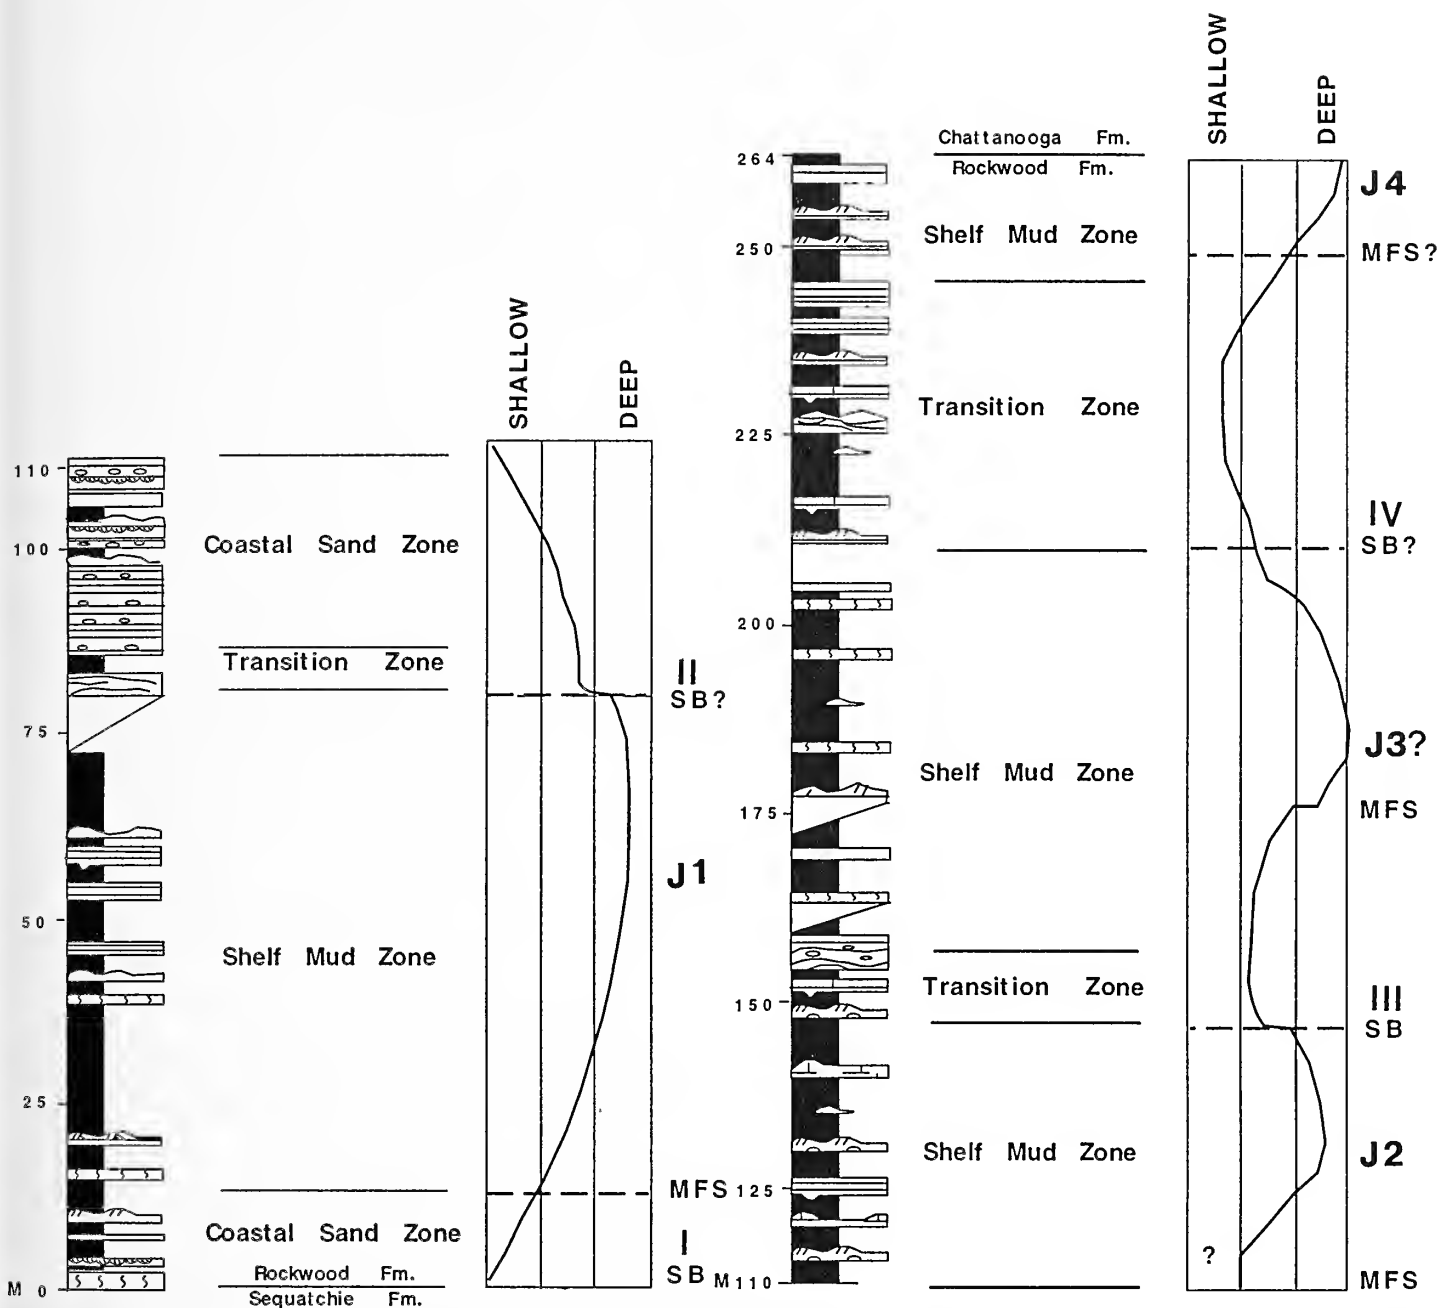 SHALLOW
DEEP
110
100
75
50
25
M 0
Coastal Sand Zone
Transition Zone
Shelf Mud Zone
Coastal Sand Zone
Rockwood Fm.
Sequatchie Fm.
II
SB?
J1
MFS
I
SB
SHALLOW
DEEP
264
250
225
200
175
150
125
M 110
Chattanooga Fm.
Rockwood Fm.
Shelf Mud Zone
Transition Zone
Shelf Mud Zone
Transition Zone
Shelf Mud Zone
J4
MFS?
IV
SB?
J3?
MFS
III
SB
J2
?
MFS